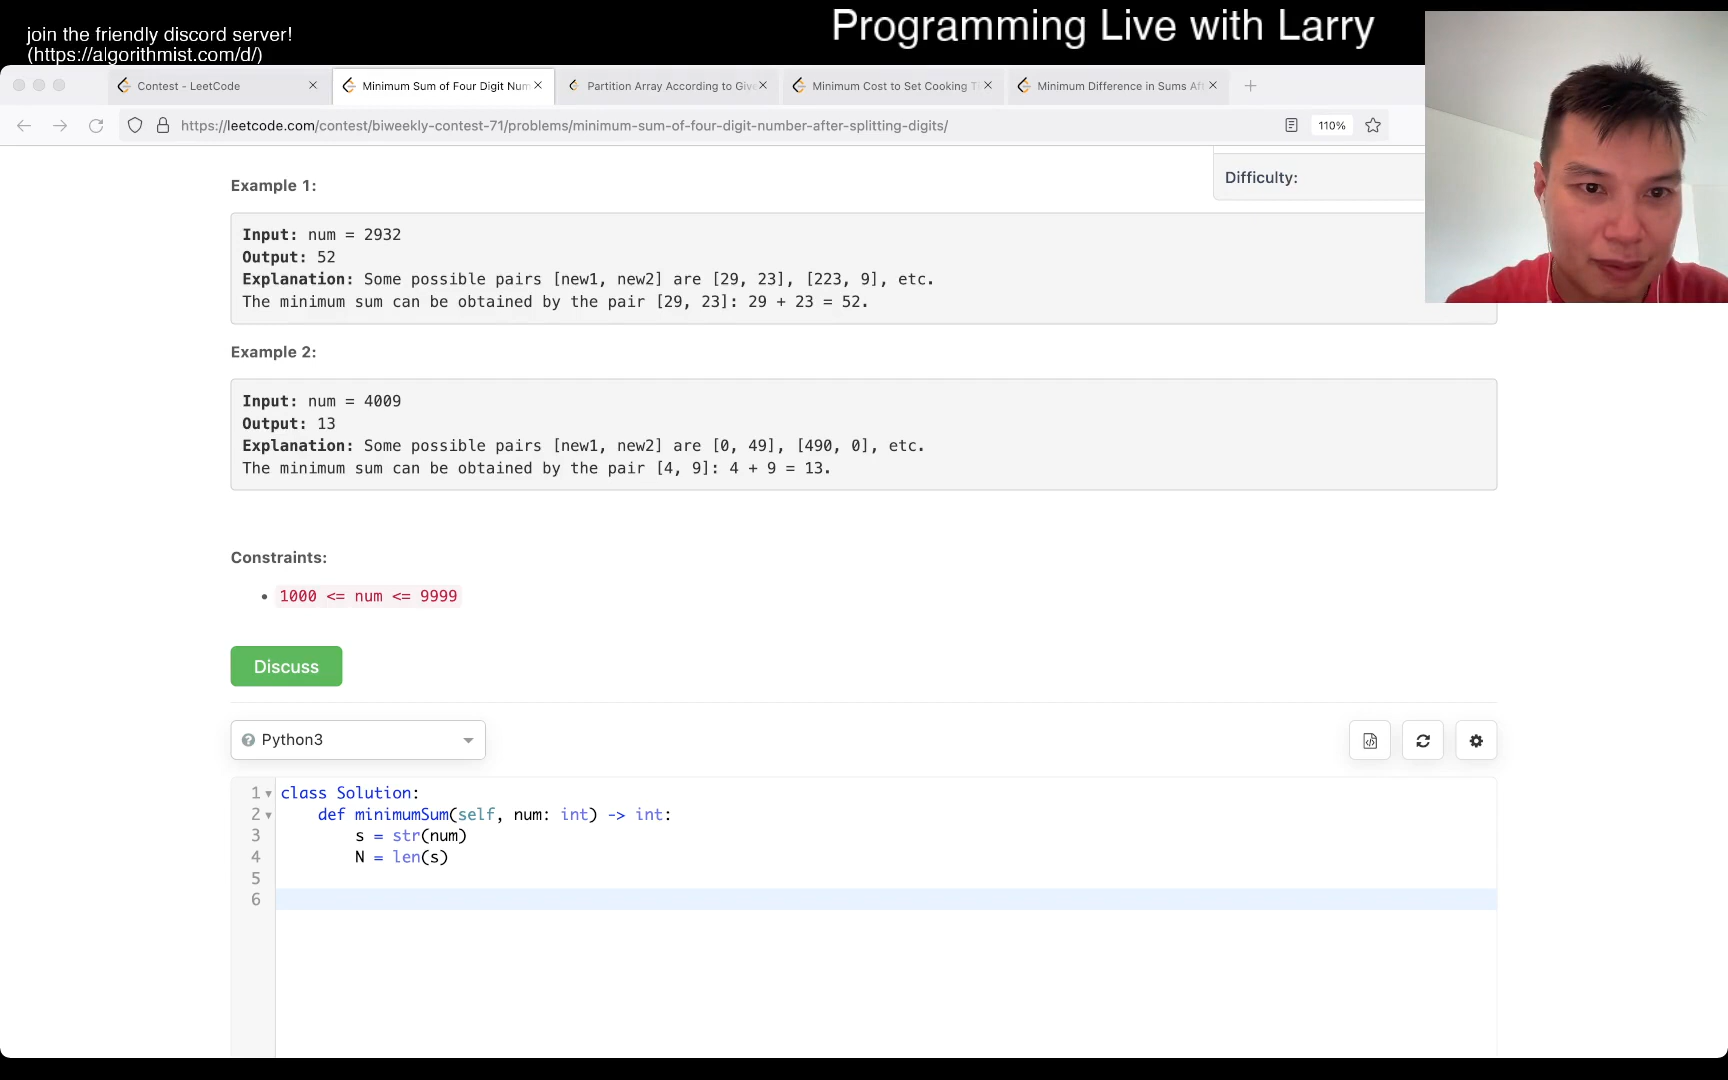 join the friendly discord server!
(https://algorithmist.com/d/)
Programming Live with Larry
Contest - LeetCode
Minimum Sum of Four Digit Num
Partition Array According to Giv
Minimum Cost to Set Cooking T
Minimum Difference in Sums Af
https://leetcode.com/contest/biweekly-contest-71/problems/minimum-sum-of-four-digit-number-after-splitting-digits/
110%
Difficulty:
Example 1:
Input: num = 2932
Output: 52
Explanation: Some possible pairs [new1, new2] are [29, 23], [223, 9], etc.
The minimum sum can be obtained by the pair [29, 23]: 29 + 23 = 52.
Example 2:
Input: num = 4009
Output: 13
Explanation: Some possible pairs [new1, new2] are [0, 49], [490, 0], etc.
The minimum sum can be obtained by the pair [4, 9]: 4 + 9 = 13.
Constraints:
• 1000 <= num <= 9999
Discuss
Python3
1 class Solution:
2 def minimumSum(self, num: int) -> int:
3 s = str(num)
4 N = len(s)
5
6